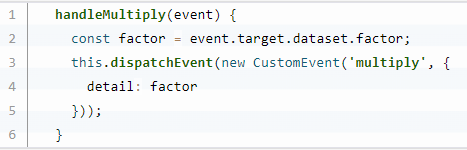 1 handleMultiply(event) {
2 const factor = event.target.dataset.factor;
3 this.dispatchEvent(new CustomEvent('multiply', {
4 detail: factor
5 }));
6 }